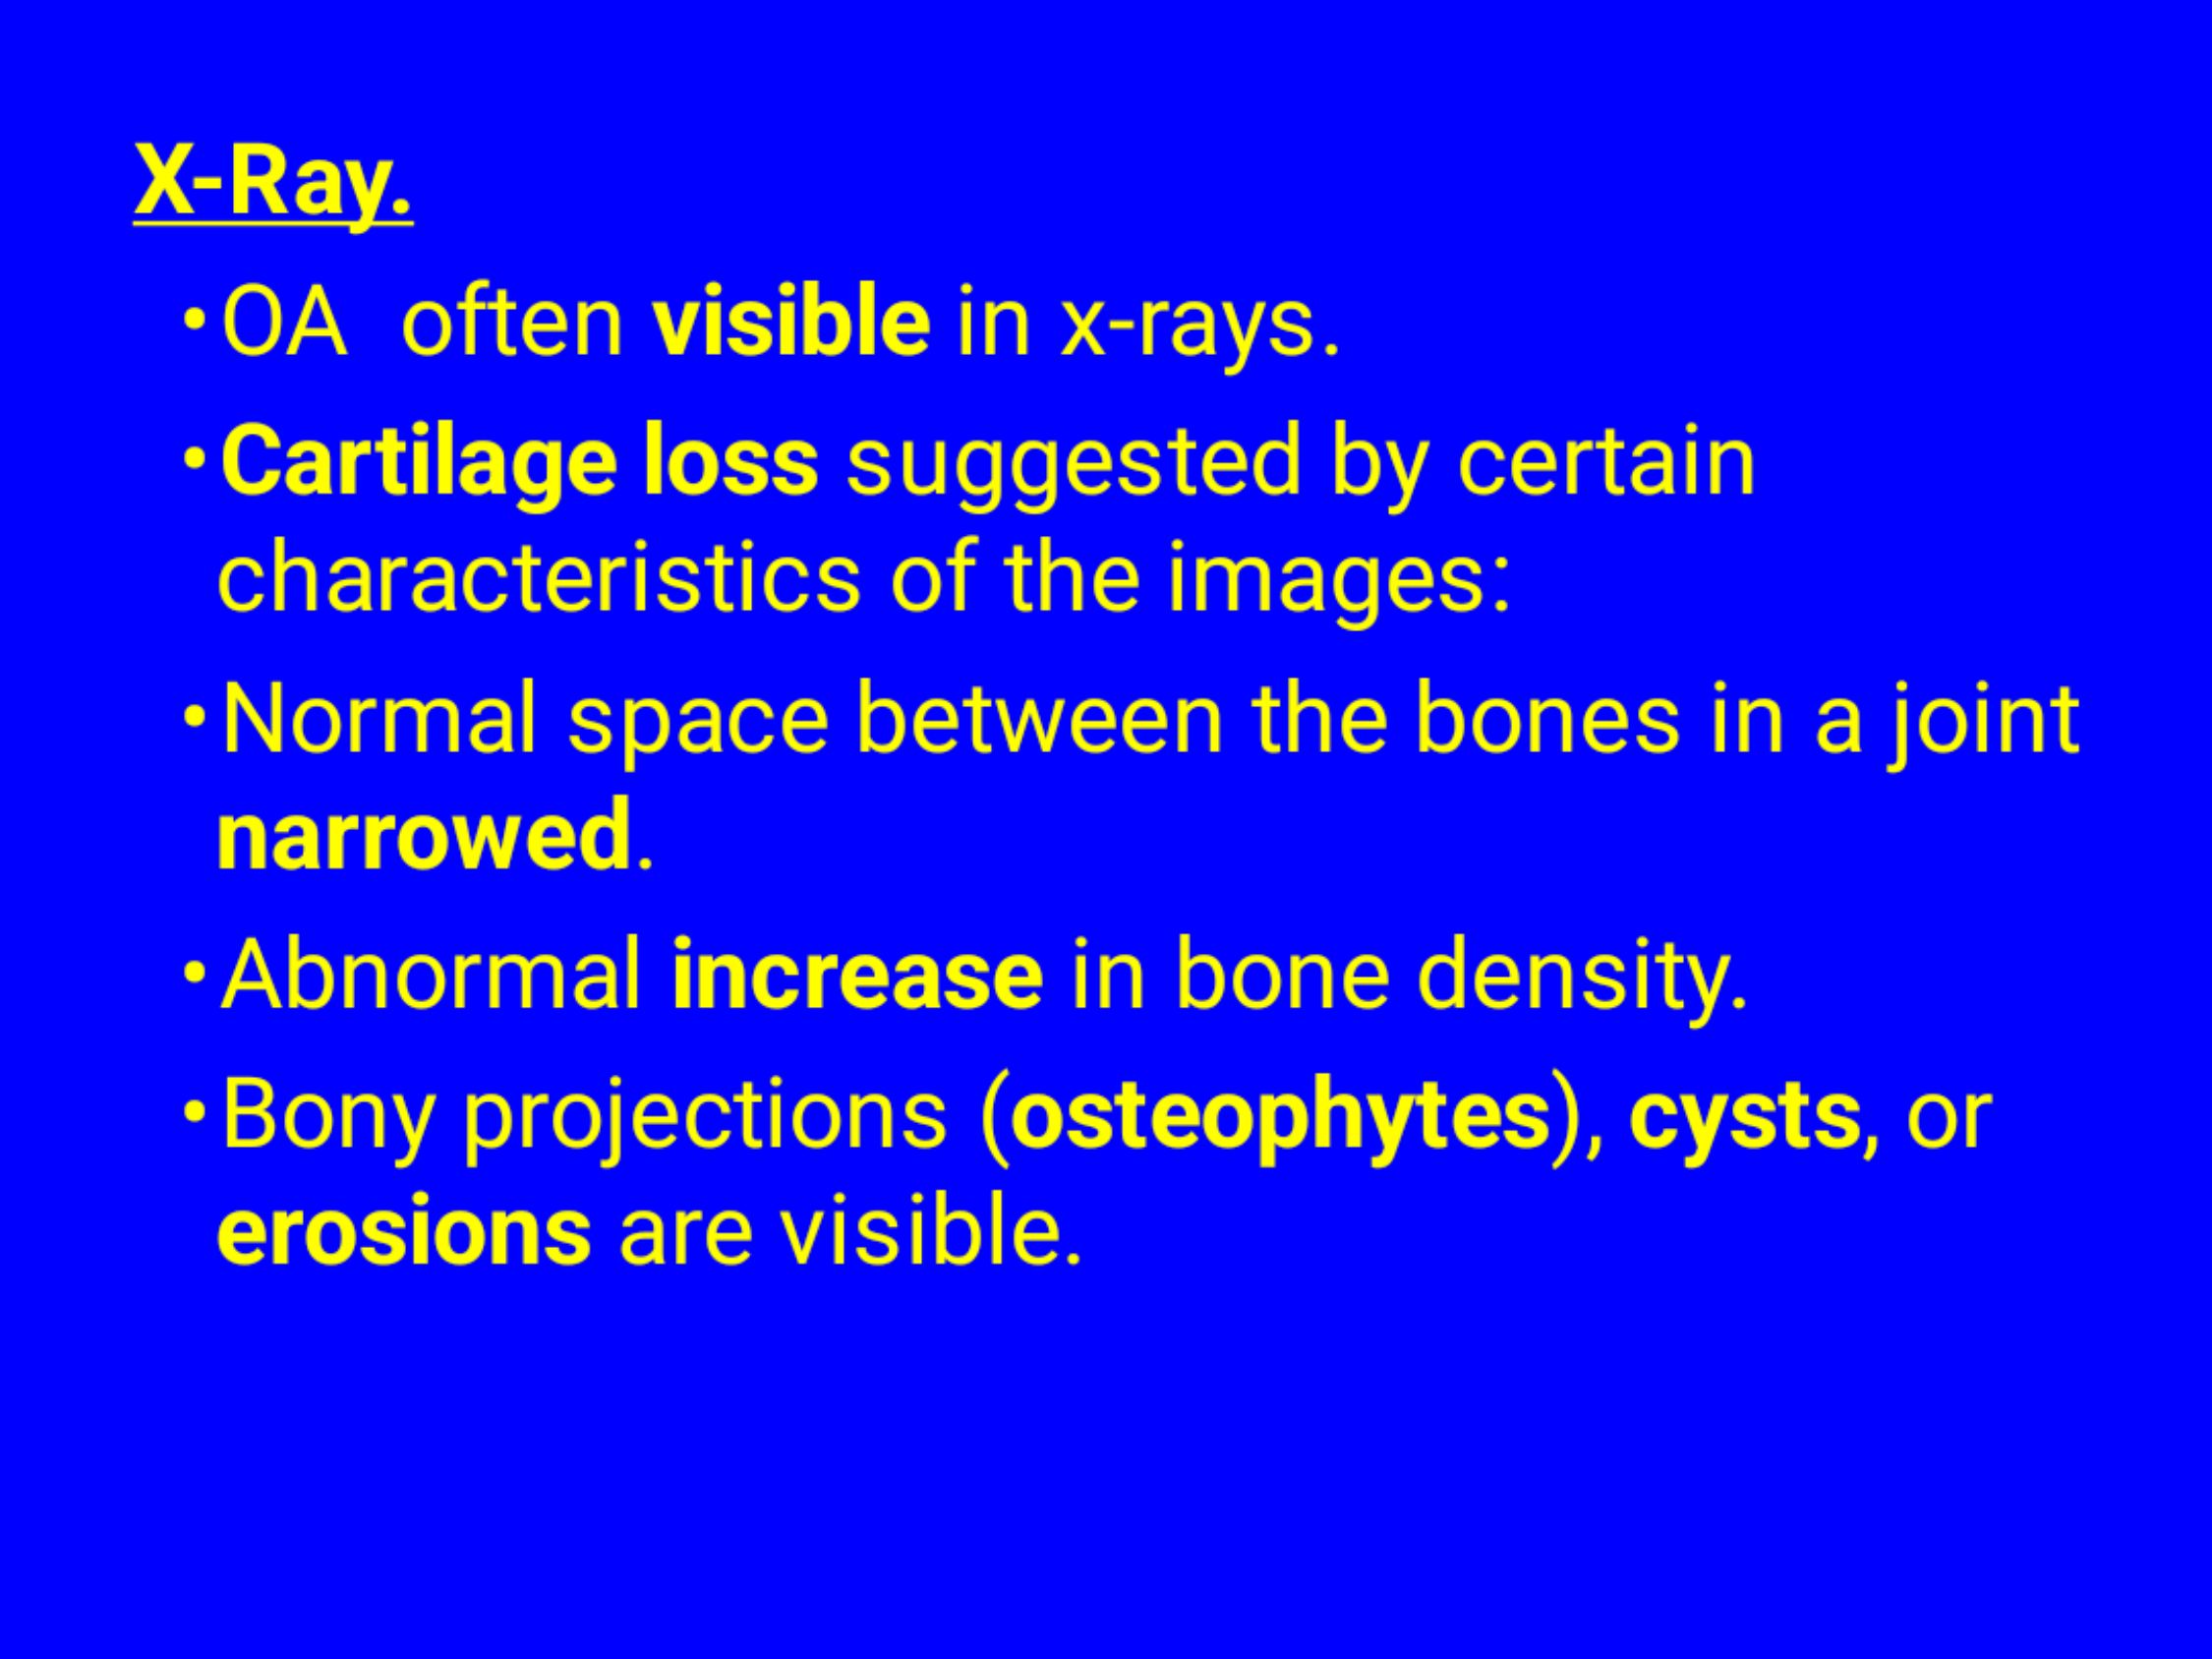 X-Ray.
•OA  often visible in x-rays.
•Cartilage loss suggested by certain
characteristics of the images:
•Normal space between the bones in a joint
narrowed.
•Abnormal increase in bone density.
•Bony projections (osteophytes), cysts, or
erosions are visible.